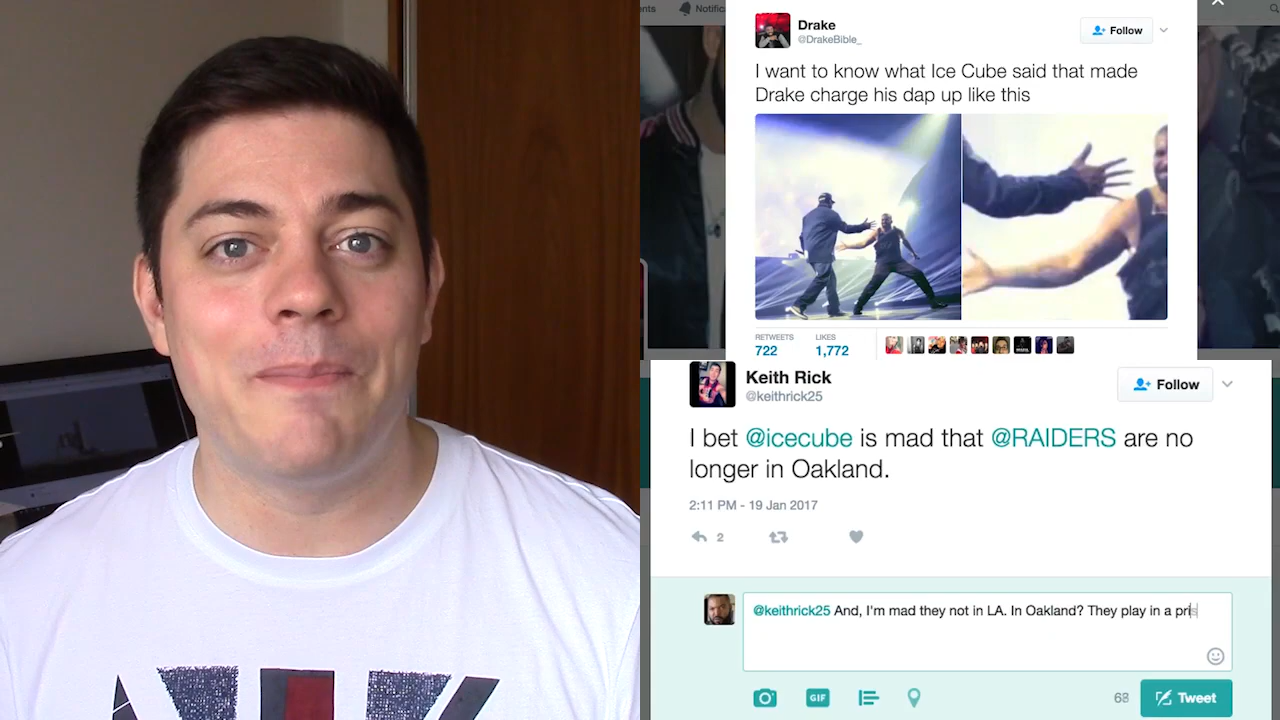 Notific
Drake
@DrakeBible_
Follow
I want to know what Ice Cube said that made
Drake charge his dap up like this
RETWEETS
LIKES
722
1,772
Keith Rick
@keithrick25
Follow
I bet @icecube is mad that @RAIDERS are no
longer in Oakland.
2:11 PM - 19 Jan 2017
2
@keithrick25 And, I'm mad they not in LA. In Oakland? They play in a pris
GIF
Tweet